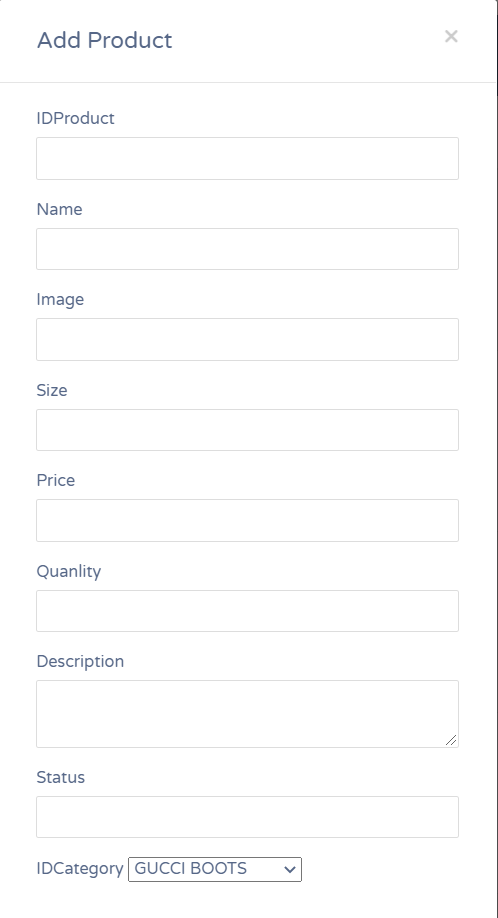 Add Product
×
IDProduct
Name
Image
Size
Price
Quanlity
Description
Status
IDCategory GUCCI BOOTS